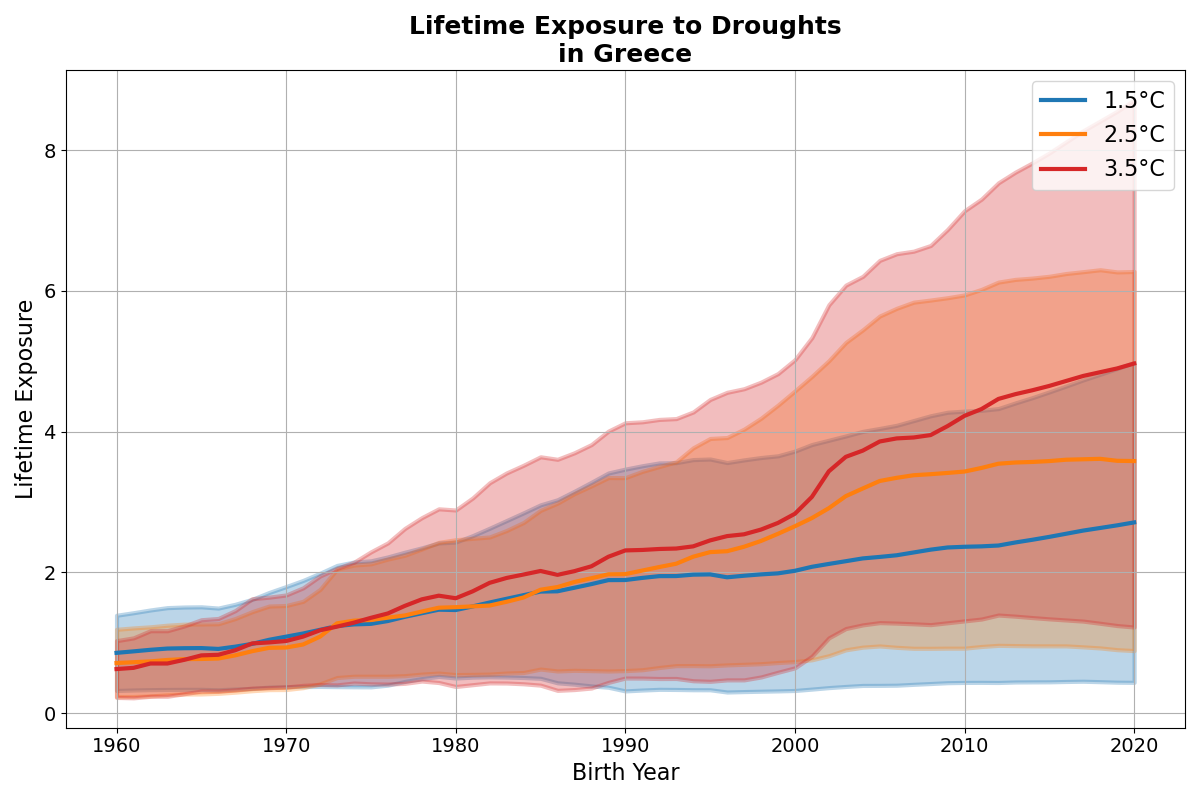 Lifetime Exposure to Droughts
in Greece
1.5°C
2.5°C
3.5°C
Lifetime Exposure
8
6
4
2
0
1960 1970 1980 1990 2000 2010 2020
Birth Year